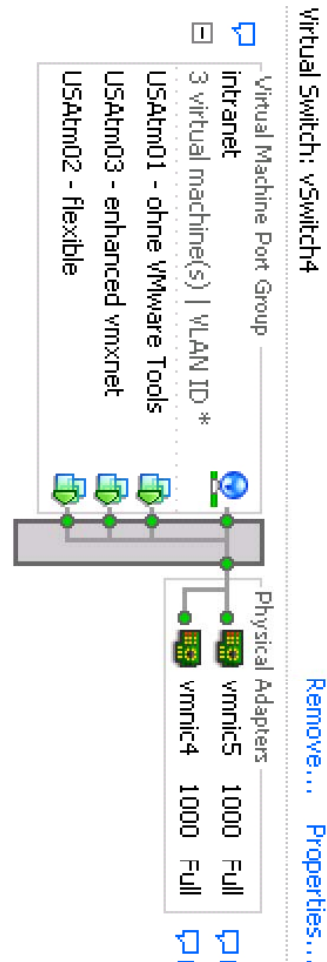 Virtual Switch: vSwitch4 Remove... Properties...
Virtual Machine Port Group
intranet
3 virtual machine(s) | VLAN ID *
USAtm01 - ohne VMware Tools
USAtm03 - enhanced vmxnet
USAtm02 - flexible
Physical Adapters
vmnic5 1000 Full
vmnic4 1000 Full